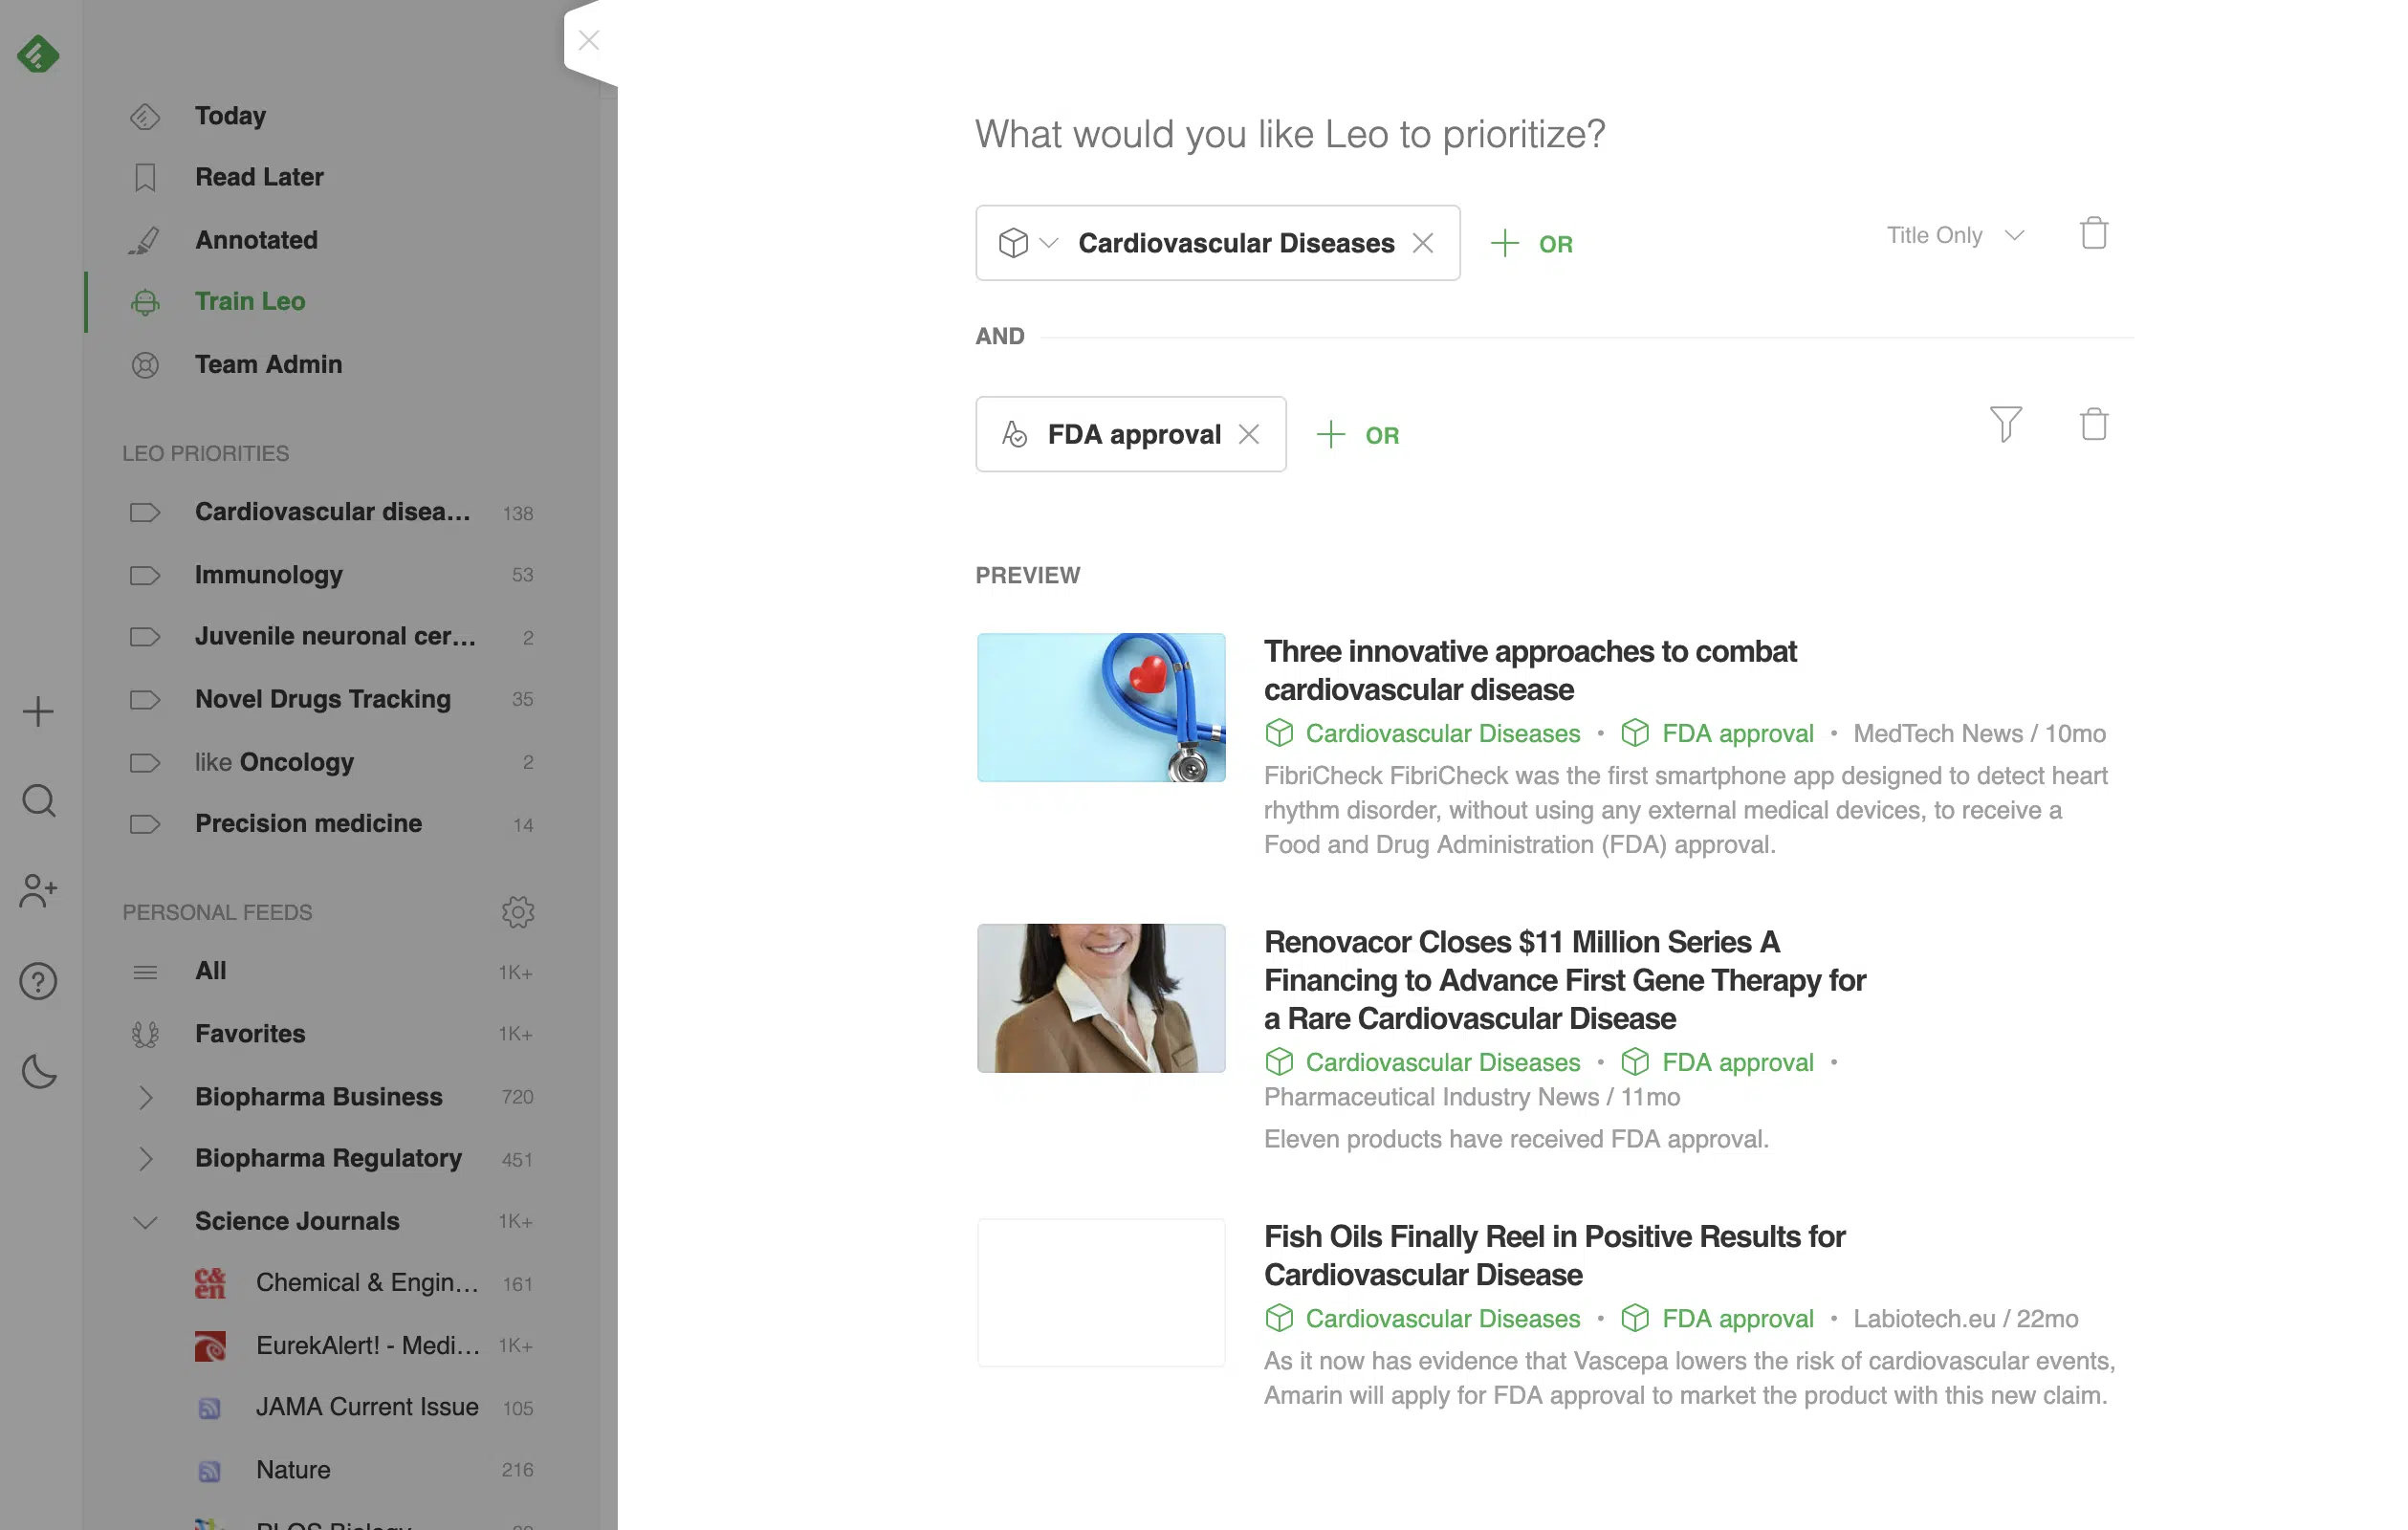 Today
Read Later
Annotated
Train Leo
Team Admin
LEO PRIORITIES
Cardiovascular disea... 138
Immunology 53
Juvenile neuronal cer... 2
Novel Drugs Tracking 35
like Oncology 2
Precision medicine 14
PERSONAL FEEDS
All 1K+
Favorites 1K+
Biopharma Business 720
Biopharma Regulatory 451
Science Journals 1K+
c&en
Chemical & Engin... 161
EurekAlert! - Medi... 1K+
JAMA Current Issue 105
Nature 216
PLOS Biology
What would you like Leo to prioritize?
Cardiovascular Diseases
OR
Title Only
AND
FDA approval
OR
PREVIEW
Three innovative approaches to combat
cardiovascular disease
Cardiovascular Diseases • FDA approval • MedTech News / 10mo
FibriCheck FibriCheck was the first smartphone app designed to detect heart
rhythm disorder, without using any external medical devices, to receive a
Food and Drug Administration (FDA) approval.
Renovacor Closes $11 Million Series A
Financing to Advance First Gene Therapy for
a Rare Cardiovascular Disease
Cardiovascular Diseases • FDA approval •
Pharmaceutical Industry News / 11mo
Eleven products have received FDA approval.
Fish Oils Finally Reel in Positive Results for
Cardiovascular Disease
Cardiovascular Diseases • FDA approval • Labiotech.eu / 22mo
As it now has evidence that Vascepa lowers the risk of cardiovascular events,
Amarin will apply for FDA approval to market the product with this new claim.